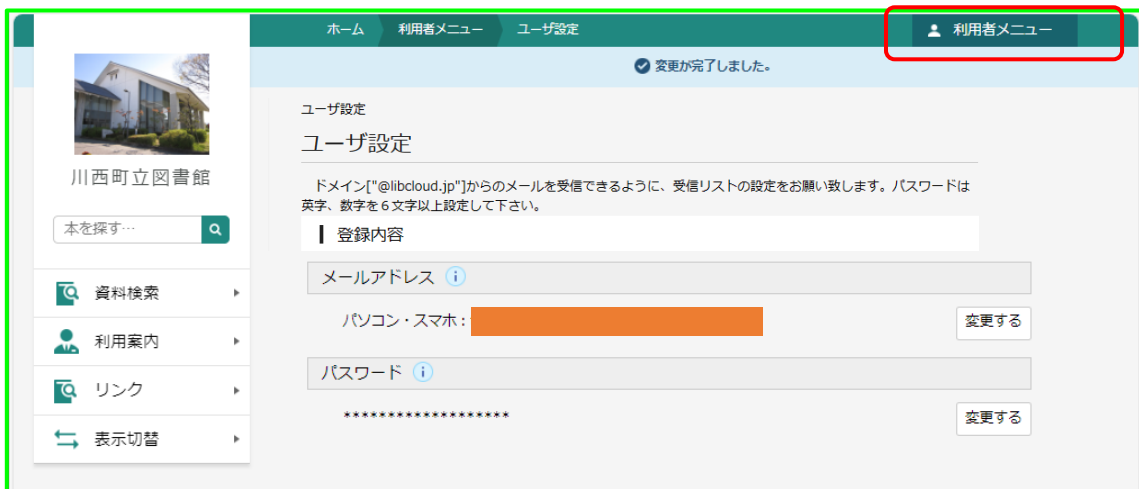 ホーム 利用者メニュー ユーザ設定 利用者メニュー
変更が完了しました。
川西町立図書館
本を探す…
資料検索
利用案内
リンク
表示切替
ユーザ設定
ユーザ設定
ドメイン["@libcloud.jp"]からのメールを受信できるように、受信リストの設定をお願い致します。パスワードは
英字、数字を６文字以上設定して下さい。
登録内容
メールアドレス i
パソコン・スマホ： 変更する
パスワード i
******************* 変更する